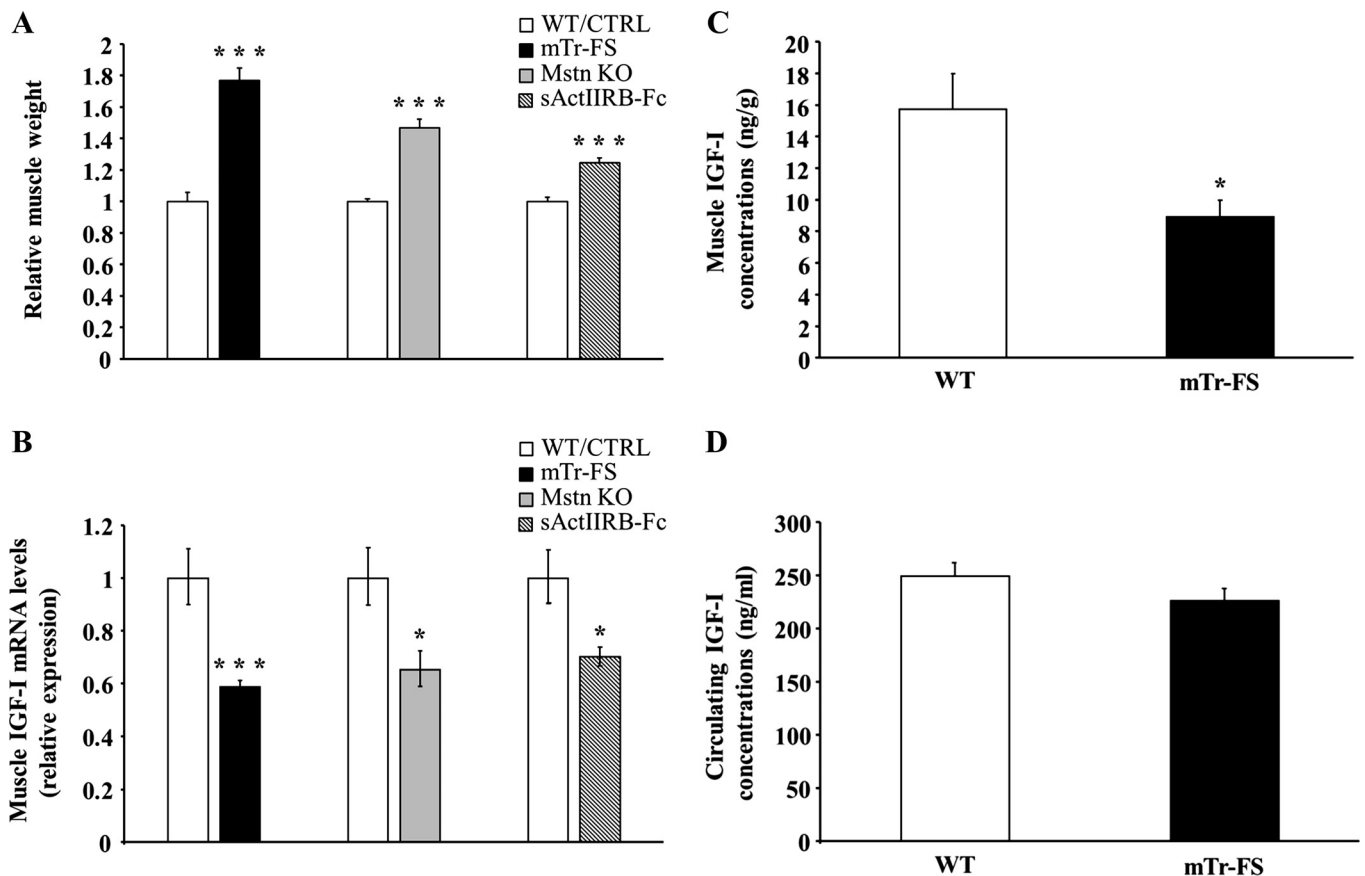 A
WT/CTRL
mTr-FS
Mstn KO
sActIIRB-Fc
Relative muscle weight
2
1.8
1.6
1.4
1.2
1
0.8
0.6
0.4
0.2
0
* * *
* * *
* * *
B
WT/CTRL
mTr-FS
Mstn KO
sActIIRB-Fc
Muscle IGF-I mRNA levels
(relative expression)
1.2
1
0.8
0.6
0.4
0.2
0
* * *
*
*
C
Muscle IGF-I
concentrations (ng/g)
20
18
16
14
12
10
8
6
4
2
0
*
WT
mTr-FS
D
Circulating IGF-I
concentrations (ng/ml)
300
250
200
150
100
50
0
WT
mTr-FS